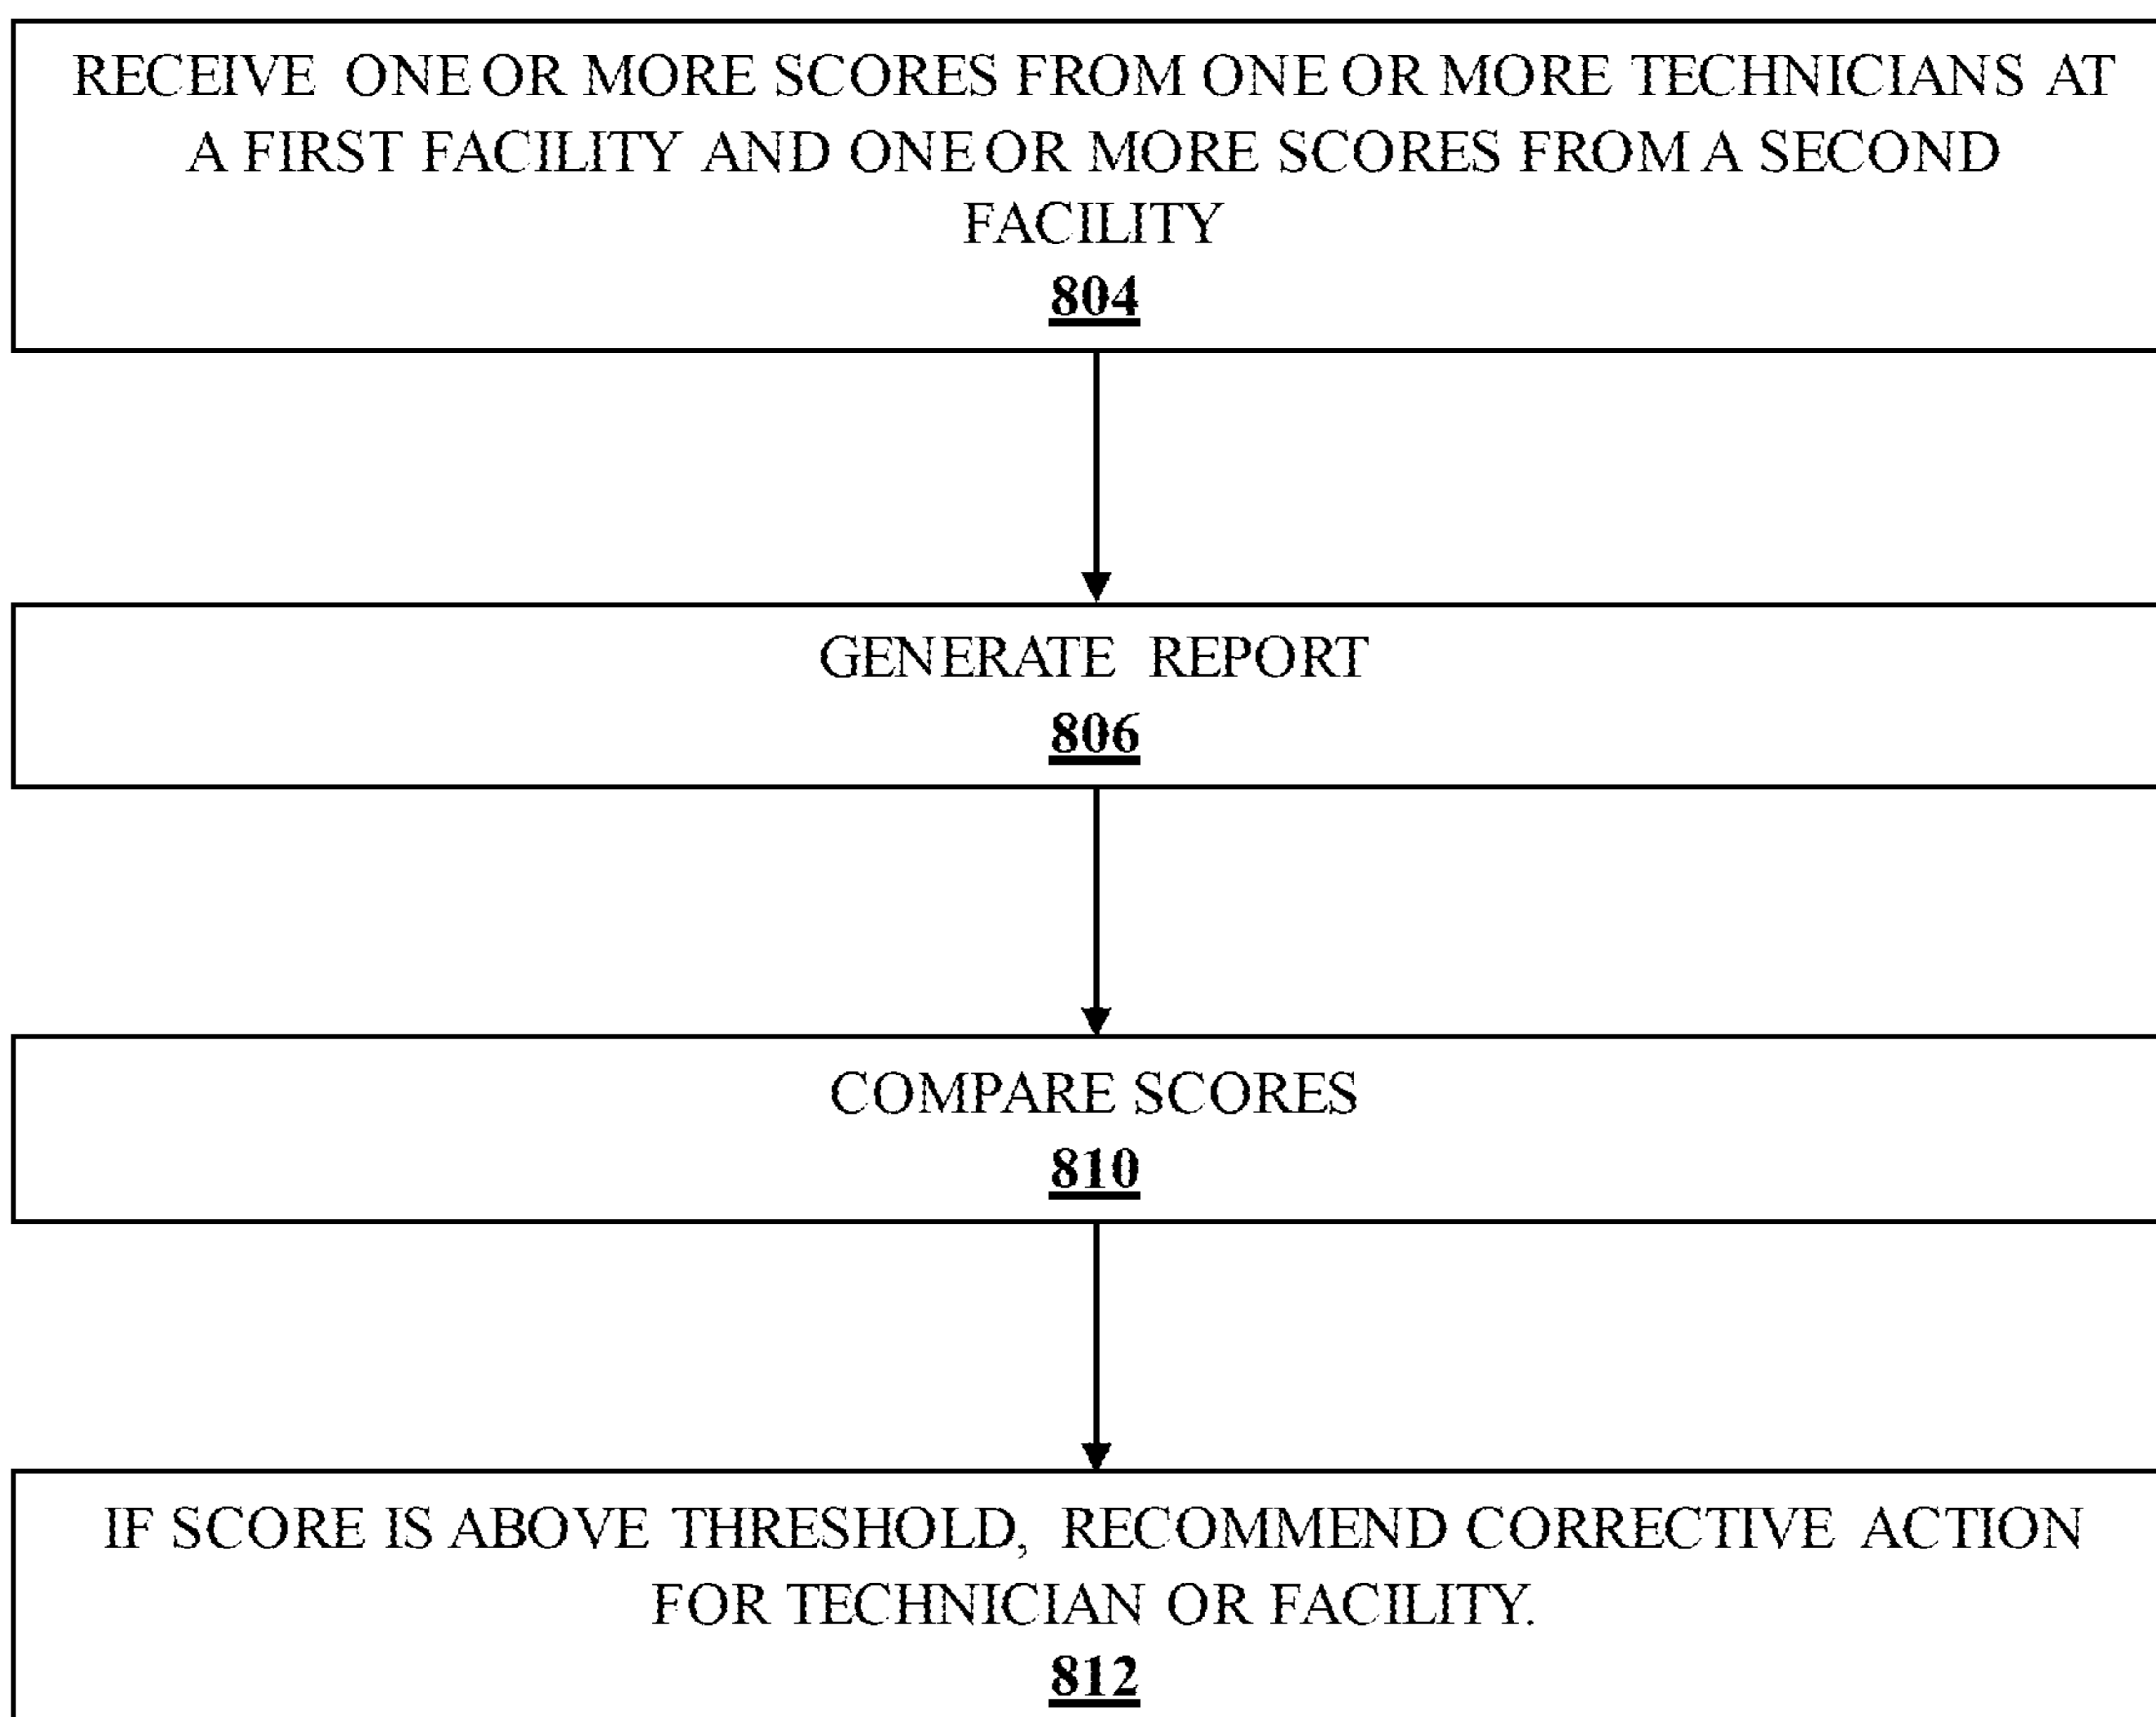 RECEIVE ONE OR MORE SCORES FROM ONE OR MORE TECHNICIANS AT
A FIRST FACILITY AND ONE OR MORE SCORES FROM A SECOND
FACILITY
804
GENERATE REPORT
806
COMPARE SCORES
810
IF SCORE IS ABOVE THRESHOLD, RECOMMEND CORRECTIVE ACTION
FOR TECHNICIAN OR FACILITY.
812